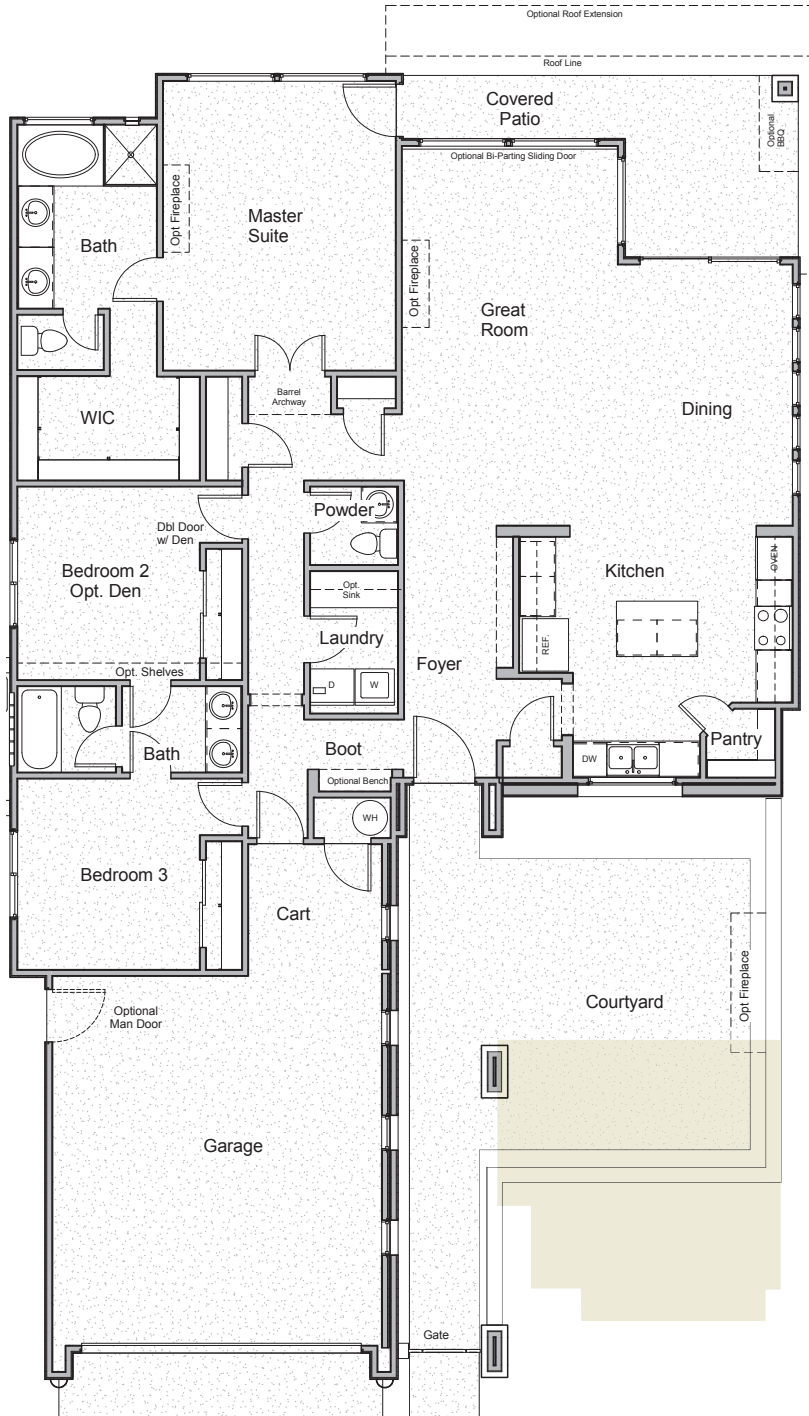 Optional Roof Extension
Roof Line
Covered
Patio
Optional
BBQ
Optional Bi-Parting Sliding Door
Opt Fireplace
Master
Suite
Bath
Opt Fireplace
Great
Room
Barrel
Archway
WIC
Dining
Powder
Dbl Door
w/ Den
Bedroom 2
Opt. Den
Opt.
Sink
Kitchen
OVEN
Laundry
REF.
Foyer
Opt. Shelves
D
W
Bath
Boot
Pantry
DW
Optional Bench
WH
Bedroom 3
Cart
Opt Fireplace
Courtyard
Optional
Man Door
Garage
Gate